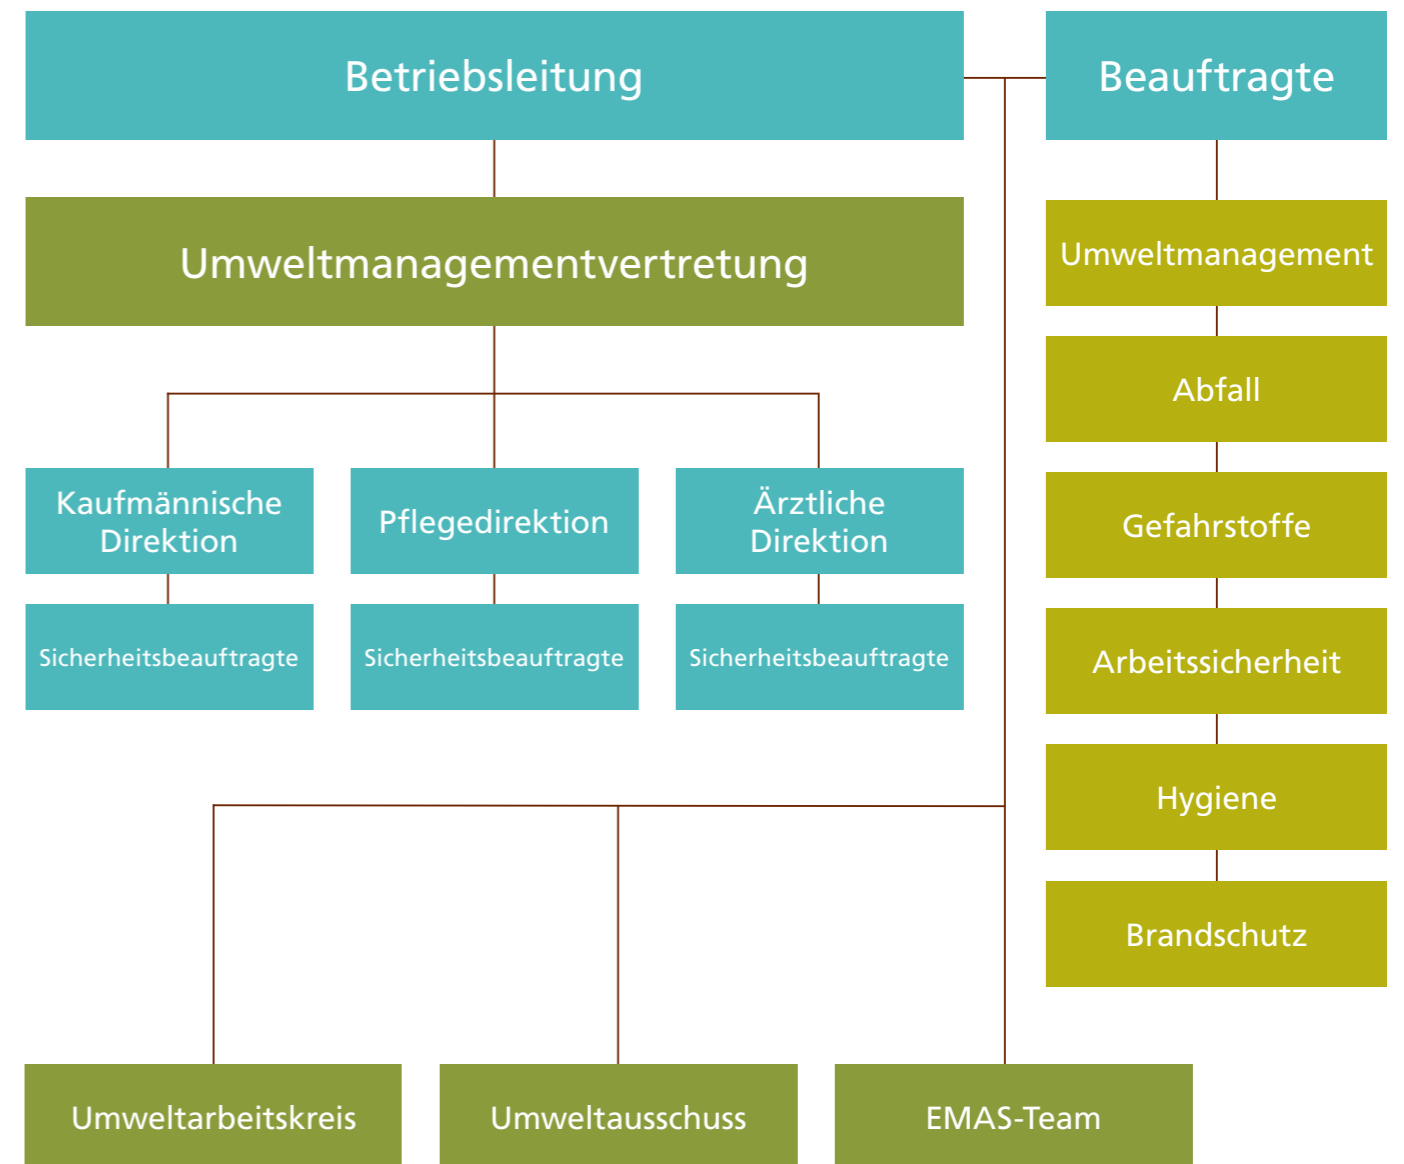 Betriebsleitung
Beauftragte
Umweltmanagementvertretung
Umweltmanagement
Abfall
Kaufmännische
Direktion
Pflegedirektion
Ärztliche
Direktion
Gefahrstoffe
Sicherheitsbeauftragte
Sicherheitsbeauftragte
Sicherheitsbeauftragte
Arbeitssicherheit
Hygiene
Brandschutz
Umweltarbeitskreis
Umweltausschuss
EMAS-Team